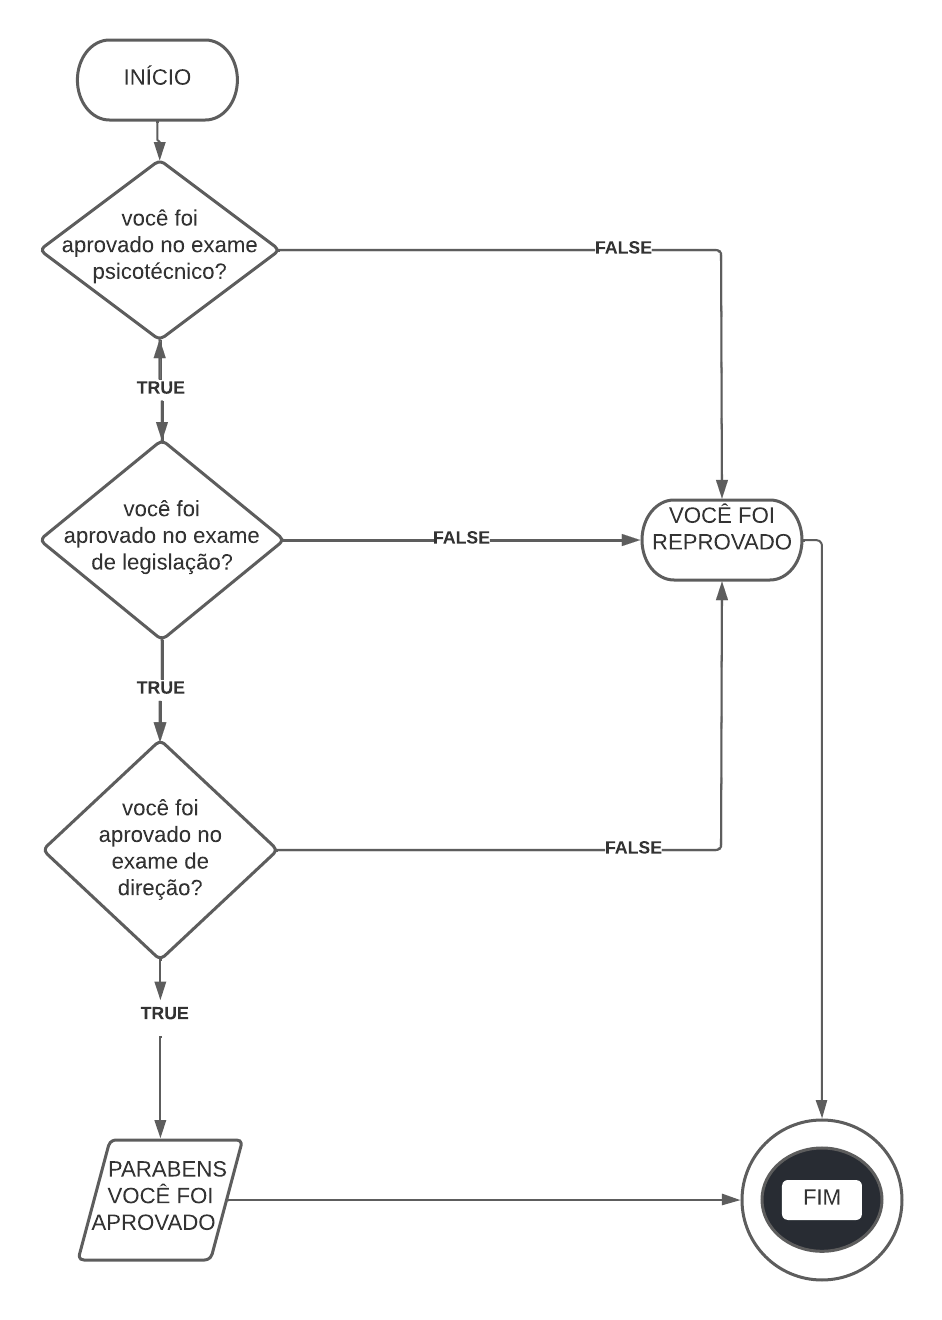 INÍCIO
você foi
aprovado no exame
psicotécnico?
FALSE
TRUE
você foi
aprovado no exame
de legislação?
FALSE
VOCÊ FOI
REPROVADO
TRUE
você foi
aprovado no
exame de
direção?
FALSE
TRUE
PARABENS
VOCÊ FOI
APROVADO
FIM